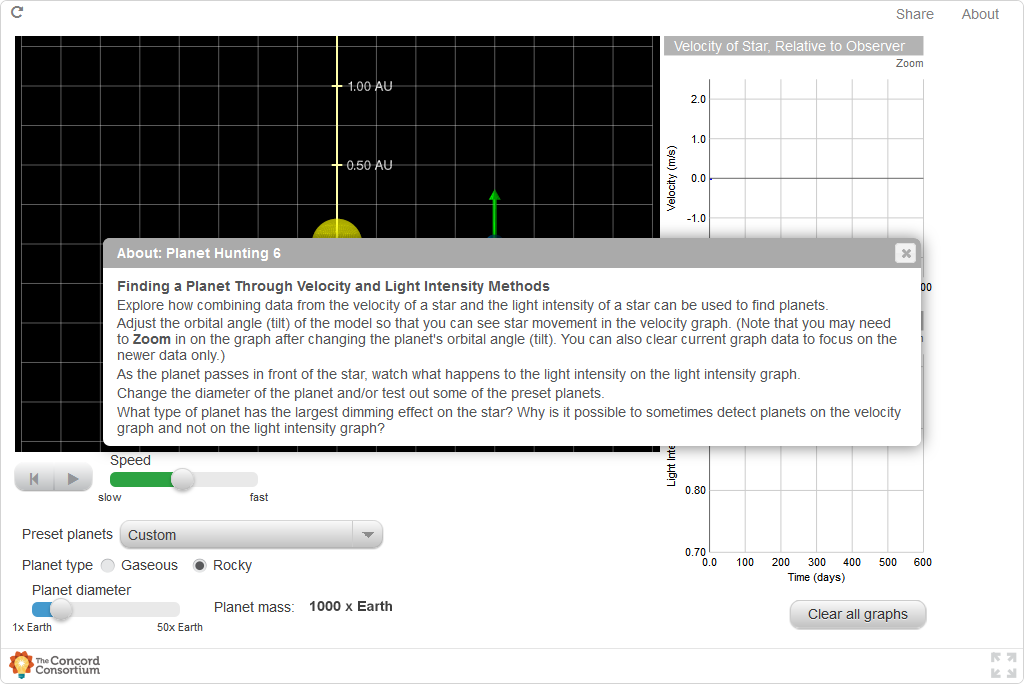 Share About
Velocity of Star, Relative to Observer
Zoom
1.00 AU
0.50 AU
2.0
1.0
0.0
-1.0
Velocity (m/s)
About: Planet Hunting 6
Finding a Planet Through Velocity and Light Intensity Methods
Explore how combining data from the velocity of a star and the light intensity of a star can be used to find planets.
Adjust the orbital angle (tilt) of the model so that you can see star movement in the velocity graph. (Note that you may need
to Zoom in on the graph after changing the planet's orbital angle (tilt). You can also clear current graph data to focus on the
newer data only.)
As the planet passes in front of the star, watch what happens to the light intensity on the light intensity graph.
Change the diameter of the planet and/or test out some of the preset planets.
What type of planet has the largest dimming effect on the star? Why is it possible to sometimes detect planets on the velocity
graph and not on the light intensity graph?
00
Light Inte
0.80
0.70
0.0 100 200 300 400 500 600
Time (days)
Speed
slow fast
Preset planets Custom
Planet type Gaseous Rocky
Planet diameter
1x Earth 50x Earth
Planet mass: 1000 x Earth
Clear all graphs
The Concord
Consortium